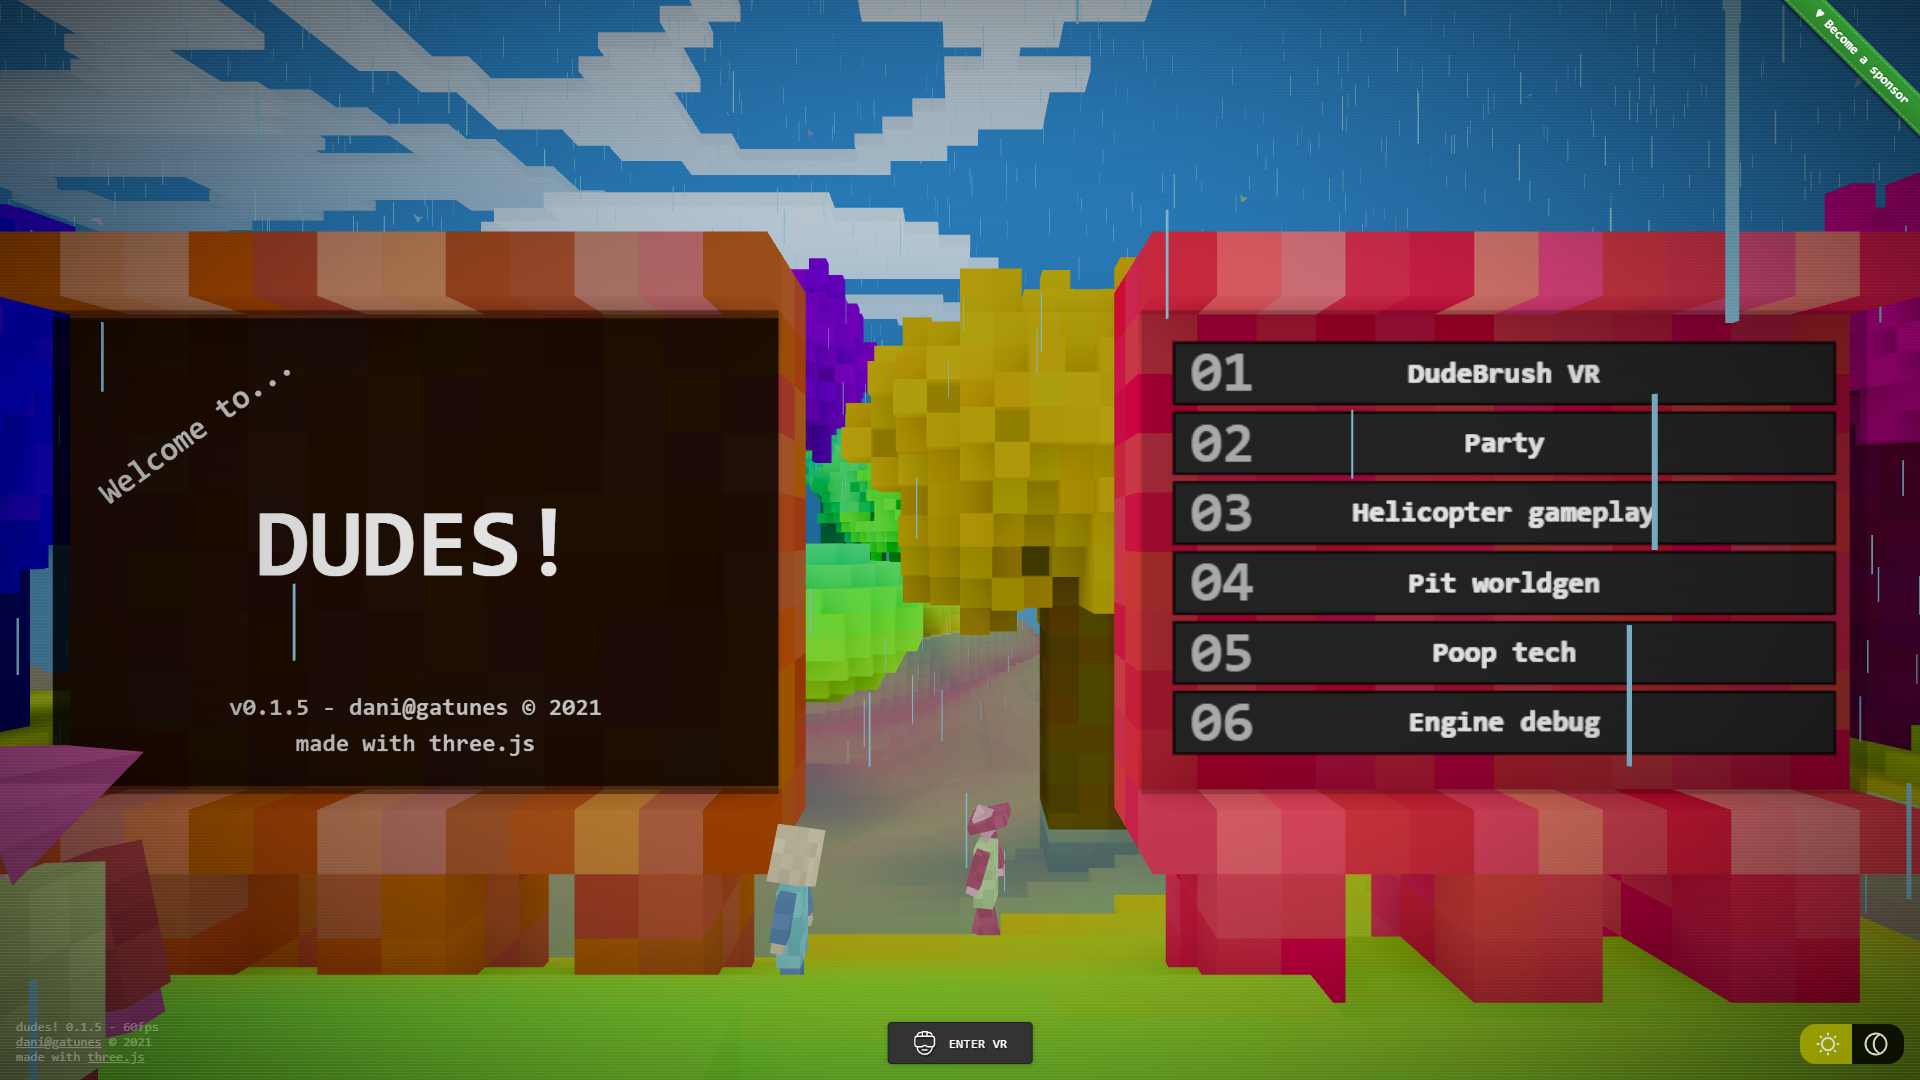 ♥ Become a sponsor
Welcome to...
DUDES!
v0.1.5 - dani@gatunes © 2021
made with three.js
01 DudeBrush VR
02 Party
03 Helicopter gameplay
04 Pit worldgen
05 Poop tech
06 Engine debug
dudes! 0.1.5 - 60fps
dani@gatunes © 2021
made with three.js
ENTER VR